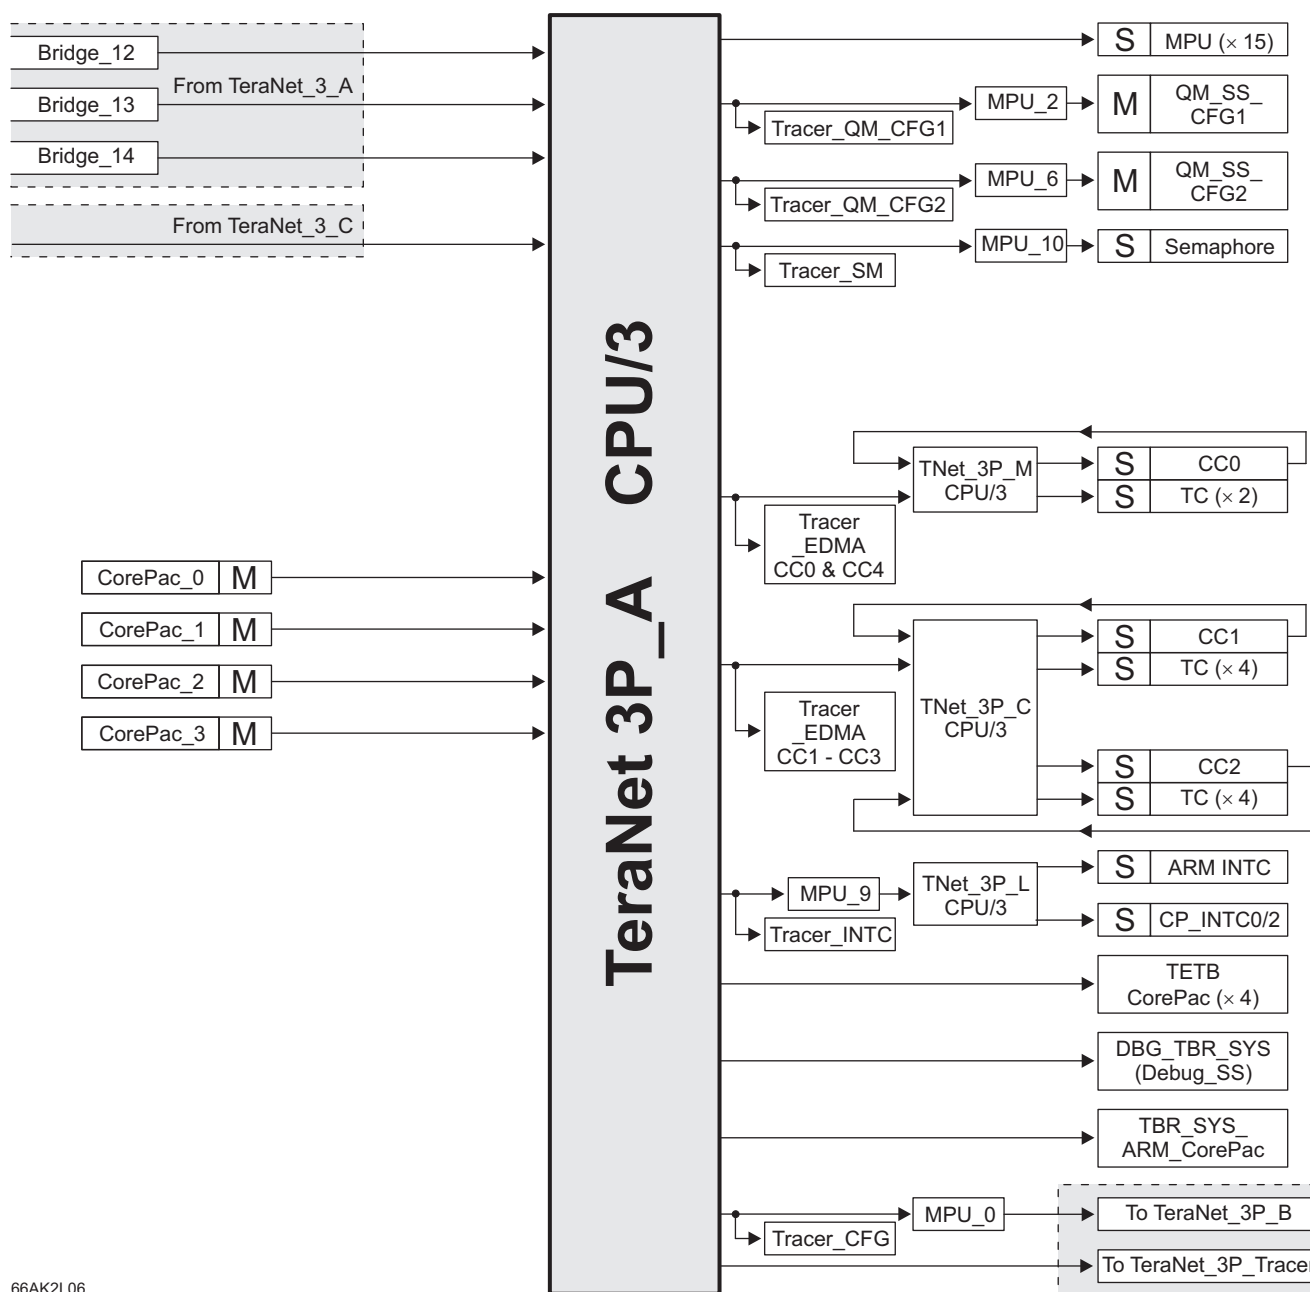 Bridge_12
From TeraNet_3_A
Bridge_13
Bridge_14
From TeraNet_3_C
CorePac_0 M
CorePac_1 M
CorePac_2 M
CorePac_3 M
TeraNet 3P_A CPU/3
S MPU (× 15)
MPU_2
M QM_SS_
CFG1
Tracer_QM_CFG1
MPU_6
M QM_SS_
CFG2
Tracer_QM_CFG2
MPU_10
S Semaphore
Tracer_SM
TNet_3P_M
CPU/3
S CC0
S TC (× 2)
Tracer
_EDMA
CC0 & CC4
S CC1
S TC (× 4)
TNet_3P_C
CPU/3
Tracer
_EDMA
CC1 - CC3
S CC2
S TC (× 4)
MPU_9
TNet_3P_L
CPU/3
S ARM INTC
S CP_INTC0/2
Tracer_INTC
TETB
CorePac (× 4)
DBG_TBR_SYS
(Debug_SS)
TBR_SYS_
ARM_CorePac
MPU_0
To TeraNet_3P_B
Tracer_CFG
To TeraNet_3P_Tracer
66AK2L06